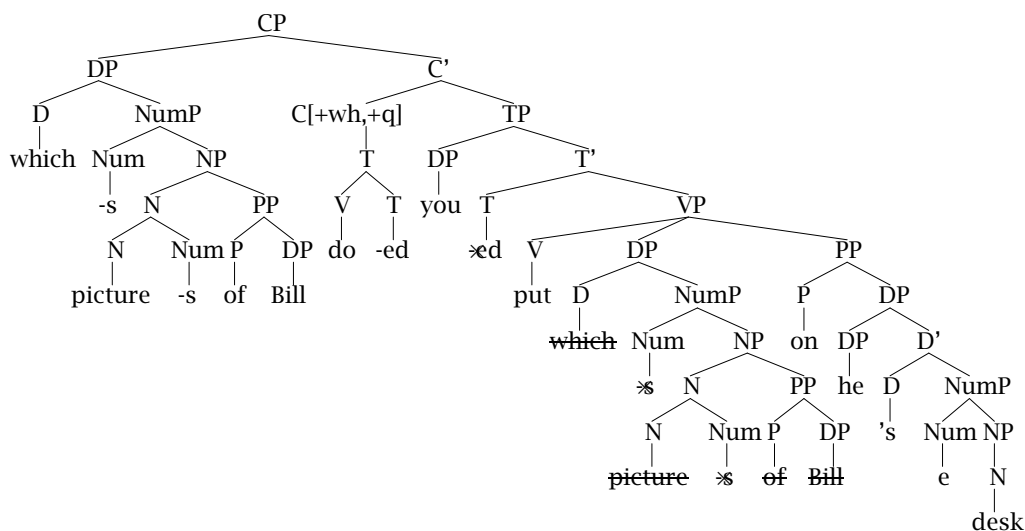 CP
DP C'
D NumP C[+wh,+q] TP
which Num NP T DP T'
-s N PP V T you T VP
N Num P DP do -ed -ed V DP PP
picture -s of Bill put D NumP P DP
which Num NP on DP D'
-s N PP he D NumP
N Num P DP 's Num NP
picture -s of Bill e N
desk